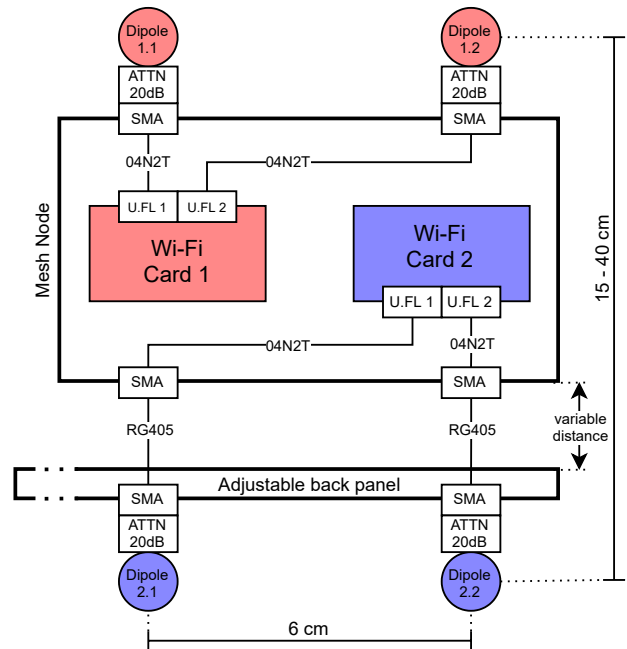 Dipole
1.1
Dipole
1.2
ATTN
20dB
ATTN
20dB
SMA
SMA
04N2T
04N2T
U.FL 1
U.FL 2
Wi-Fi
Card 1
Wi-Fi
Card 2
Mesh Node
15 - 40 cm
U.FL 1
U.FL 2
04N2T
04N2T
SMA
SMA
variable
distance
RG405
RG405
Adjustable back panel
SMA
SMA
ATTN
20dB
ATTN
20dB
Dipole
2.1
Dipole
2.2
6 cm